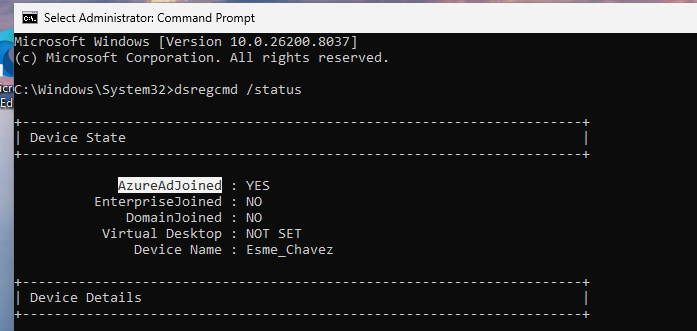 Select Administrator: Command Prompt
Microsoft Windows [Version 10.0.26200.8037]
(c) Microsoft Corporation. All rights reserved.
C:\Windows\System32>dsregcmd /status
+----------------------------------------------------------------------+
| Device State                                                         |
+----------------------------------------------------------------------+
AzureAdJoined : YES
EnterpriseJoined : NO
DomainJoined : NO
Virtual Desktop : NOT SET
Device Name : Esme_Chavez
+----------------------------------------------------------------------+
| Device Details                                                       |
+----------------------------------------------------------------------+